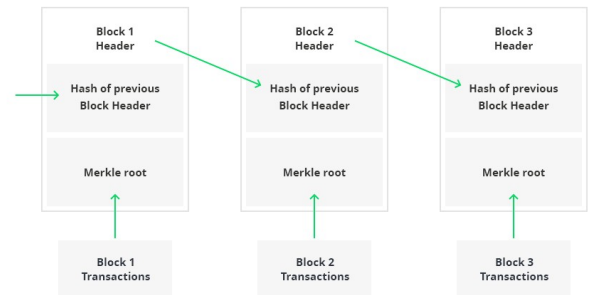 Block 1
Header
Hash of previous
Block Header
Merkle root
Block 1
Transactions
Block 2
Header
Hash of previous
Block Header
Merkle root
Block 2
Transactions
Block 3
Header
Hash of previous
Block Header
Merkle root
Block 3
Transactions